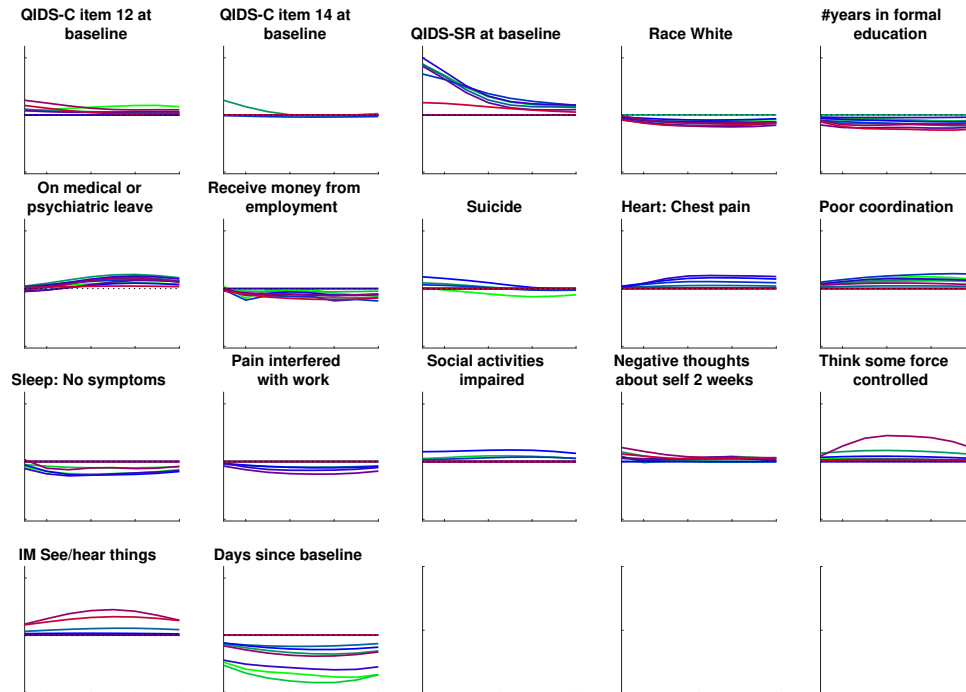 QIDS-C item 12 at
baseline
QIDS-C item 14 at
baseline
QIDS-SR at baseline
Race White
#years in formal
education
On medical or
psychiatric leave
Receive money from
employment
Suicide
Heart: Chest pain
Poor coordination
Sleep: No symptoms
Pain interfered
with work
Social activities
impaired
Negative thoughts
about self 2 weeks
Think some force
controlled
IM See/hear things
Days since baseline